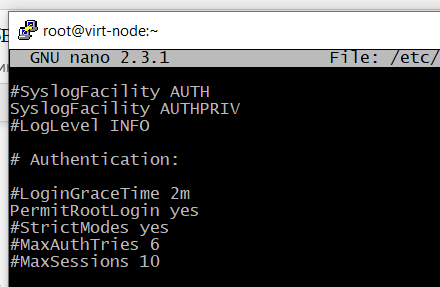 root@virt-node:~
GNU nano 2.3.1 File: /etc/
#SyslogFacility AUTH
SyslogFacility AUTHPRIV
#LogLevel INFO
# Authentication:
#LoginGraceTime 2m
PermitRootLogin yes
#StrictModes yes
#MaxAuthTries 6
#MaxSessions 10